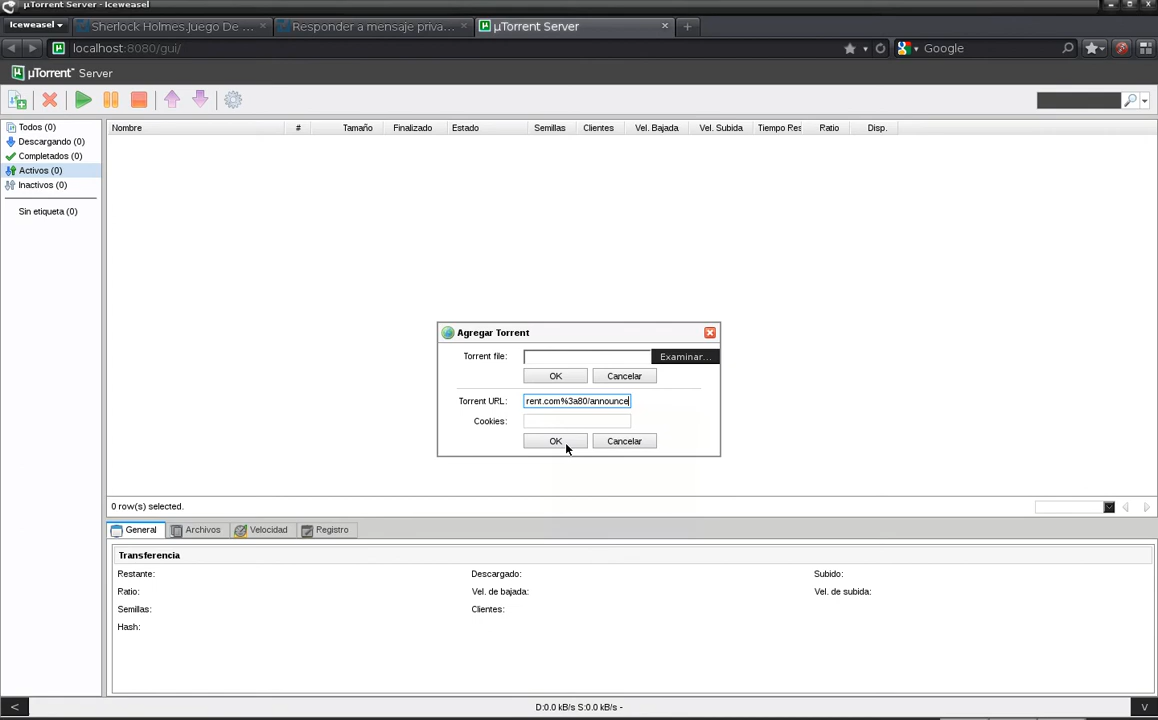 µTorrent Server - Iceweasel
Iceweasel
Sherlock Holmes.Juego De ...
Responder a mensaje priva...
µTorrent Server
localhost:8080/gui/
Google
µTorrent Server
Todos (0)
Descargando (0)
Completados (0)
Activos (0)
Inactivos (0)
Sin etiqueta (0)
Nombre # Tamaño Finalizado Estado Semillas Clientes Vel. Bajada Vel. Subida Tiempo Res Ratio Disp.
Agregar Torrent
Torrent file: Examinar...
OK Cancelar
Torrent URL: rent.com%3a80/announce
Cookies:
OK Cancelar
0 row(s) selected.
General Archivos Velocidad Registro
Transferencia
Restante: Descargado: Subido:
Ratio: Vel. de bajada: Vel. de subida:
Semillas: Clientes:
Hash:
< D:0.0 kB/s S:0.0 kB/s - V